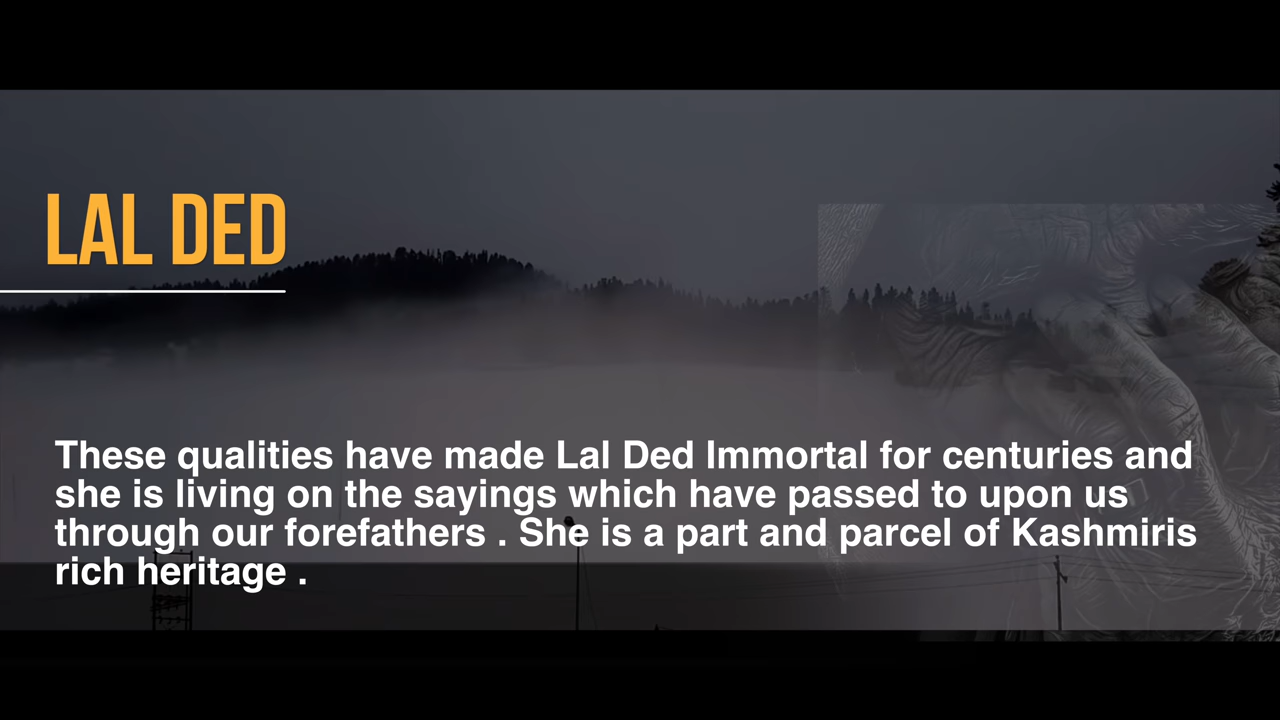 LAL DED
These qualities have made Lal Ded Immortal for centuries and
she is living on the sayings which have passed to upon us
through our forefathers . She is a part and parcel of Kashmiris
rich heritage .